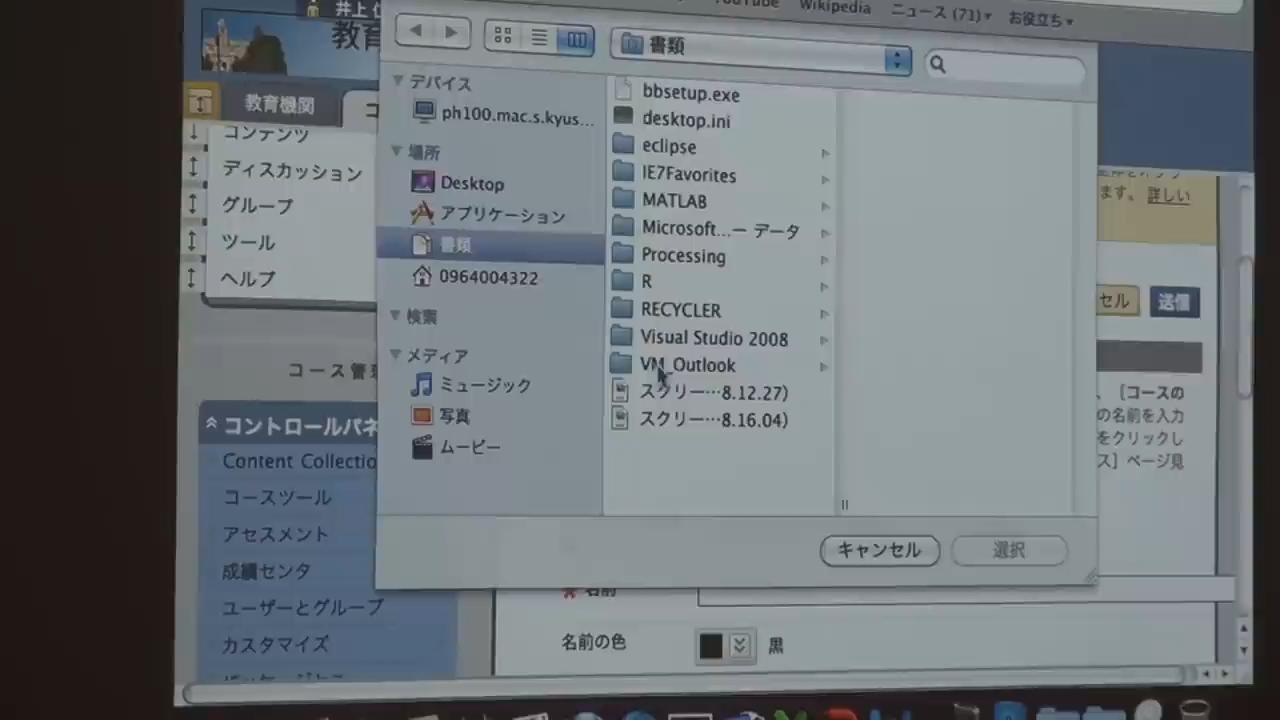 YouTube Wikipedia ニュース (71)▾ お役立ち▾
井上
教育
教育機関
コンテンツ
ディスカッション
グループ
ツール
ヘルプ
コース管理
コントロールパネ
Content Collectio
コースツール
アセスメント
成績センタ
ユーザーとグループ
カスタマイズ
書類
デバイス
ph100.mac.s.kyus...
場所
Desktop
アプリケーション
書類
0964004322
検索
メディア
ミュージック
写真
ムービー
bbsetup.exe
desktop.ini
eclipse
IE7Favorites
MATLAB
Microsoft...ー データ
Processing
R
RECYCLER
Visual Studio 2008
VM_Outlook
スクリー…8.12.27)
スクリー…8.16.04)
キャンセル
選択
ます。 詳しい
セル
送信
、［コースの
の名前を入力
をクリックし
ス］ページ見
名前
名前の色
黒